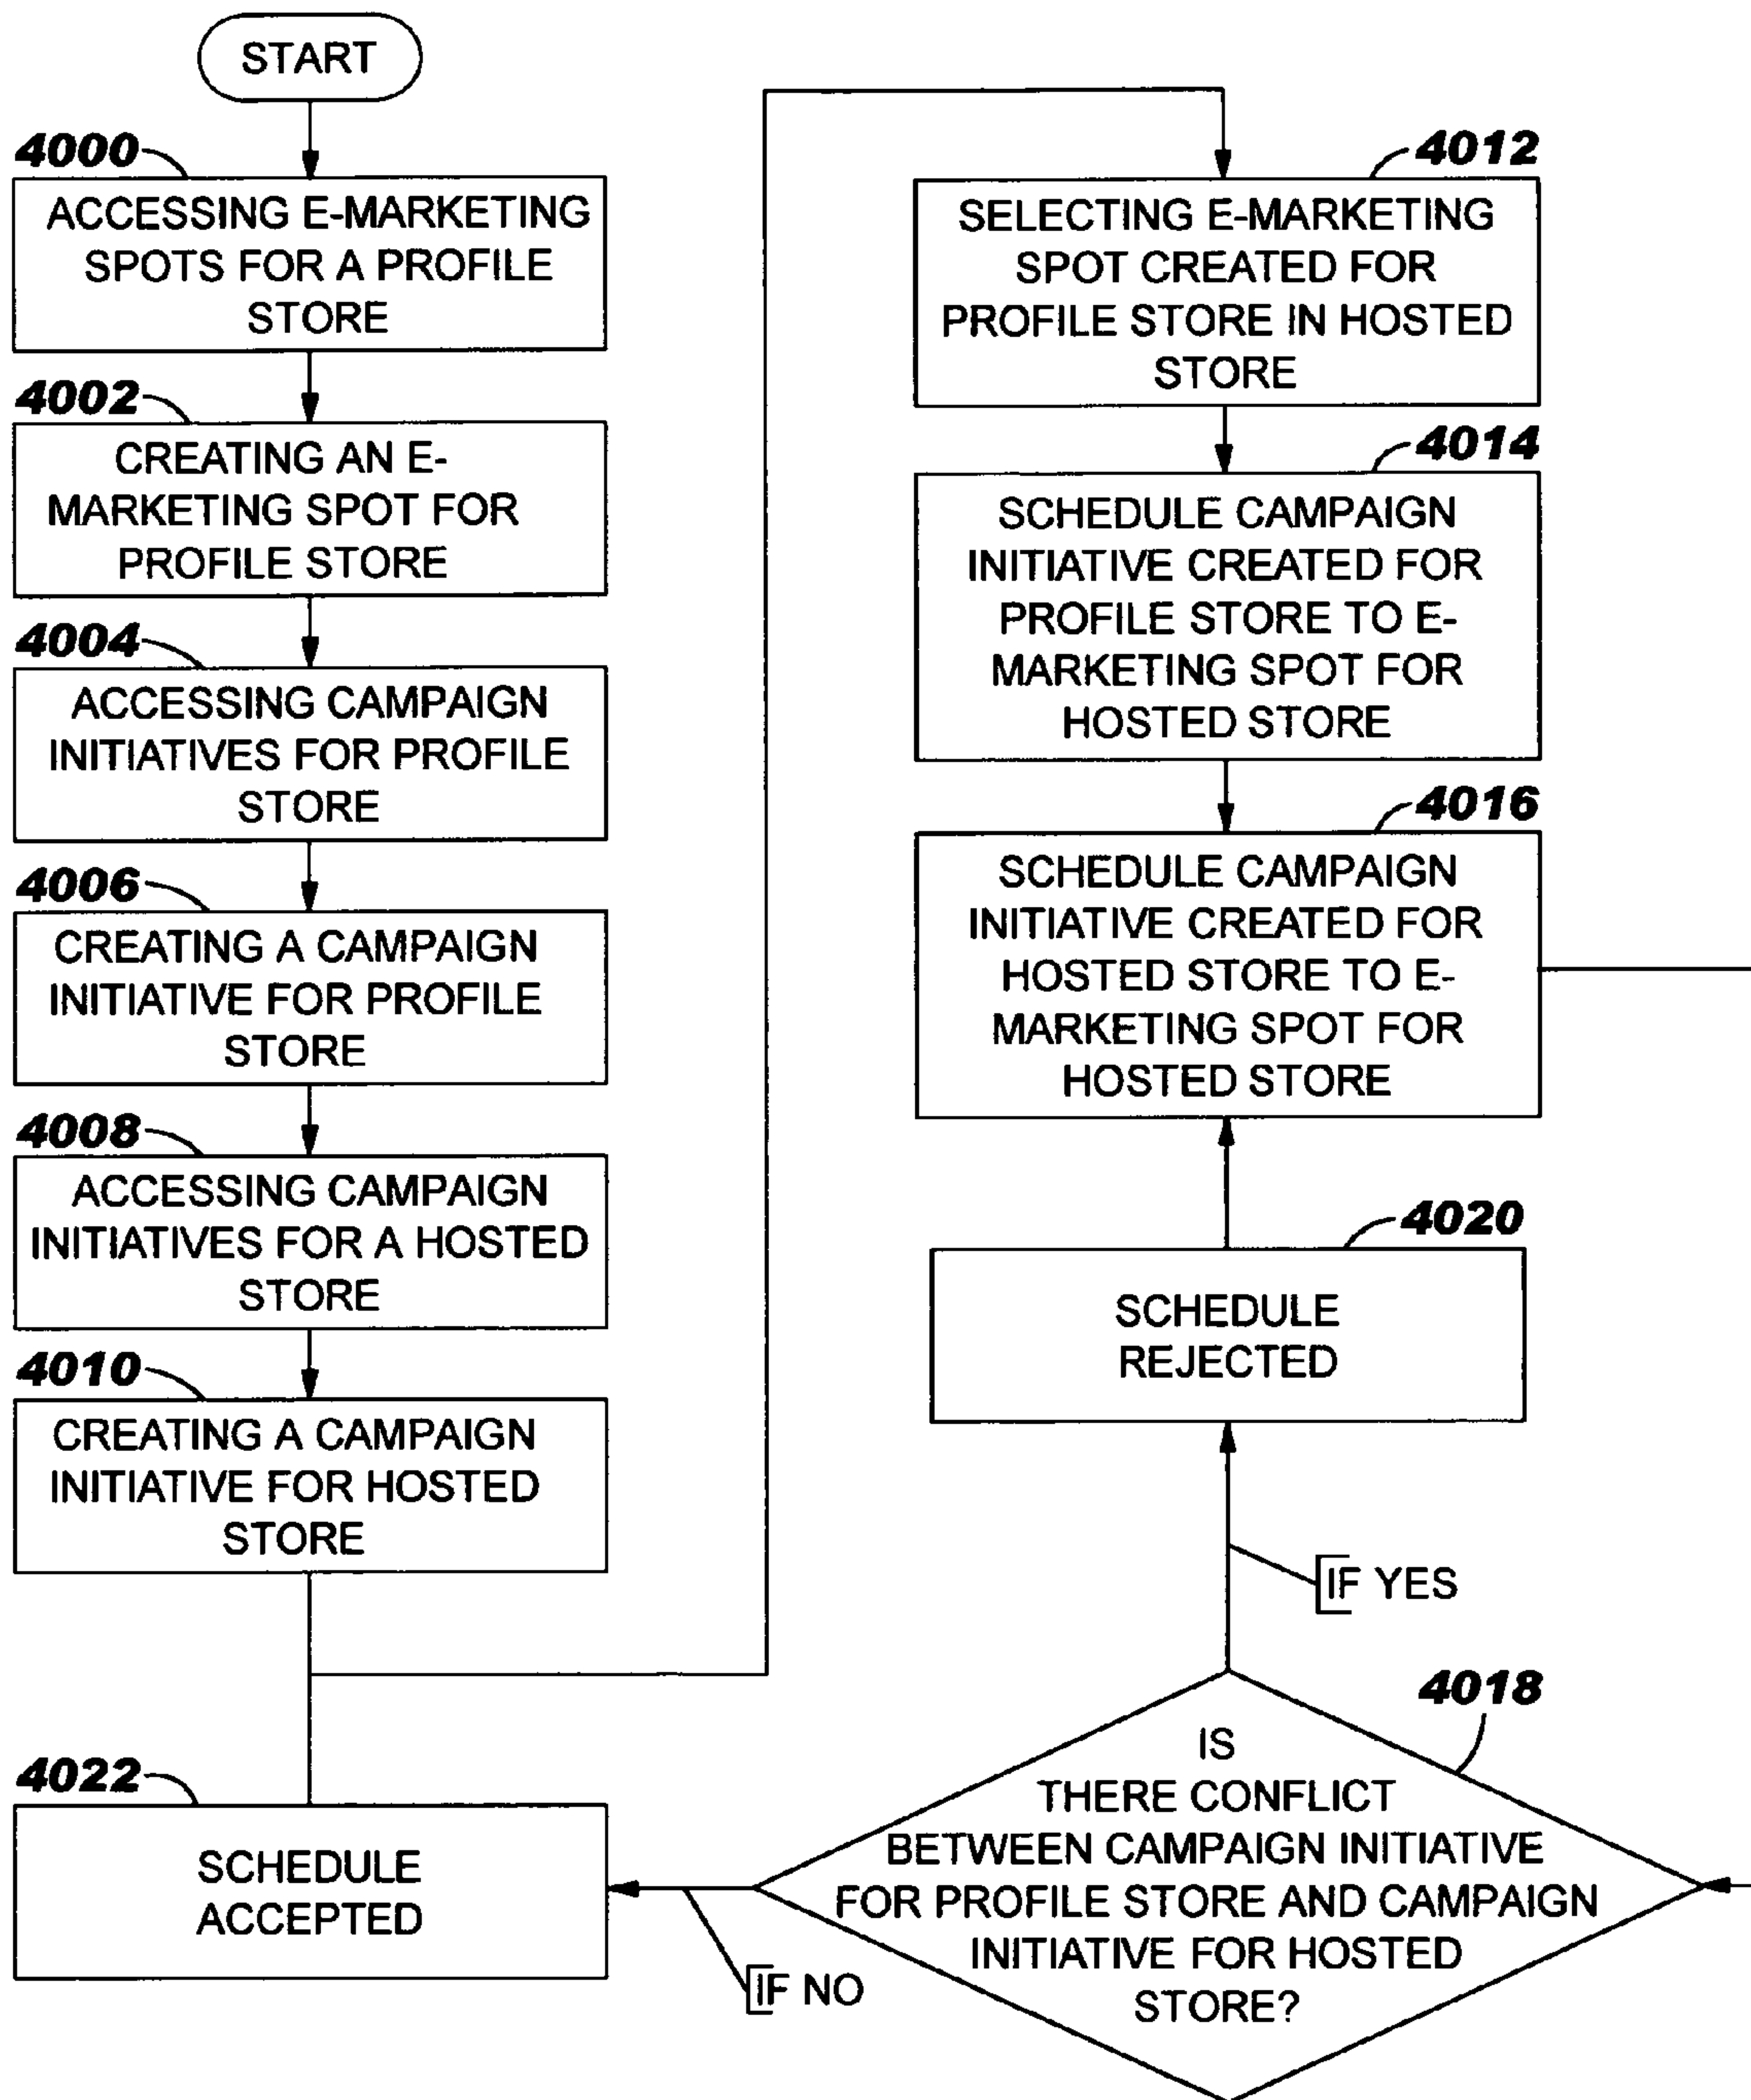 START
4000
ACCESSING E-MARKETING
SPOTS FOR A PROFILE
STORE
4002
CREATING AN E-
MARKETING SPOT FOR
PROFILE STORE
4004
ACCESSING CAMPAIGN
INITIATIVES FOR PROFILE
STORE
4006
CREATING A CAMPAIGN
INITIATIVE FOR PROFILE
STORE
4008
ACCESSING CAMPAIGN
INITIATIVES FOR A HOSTED
STORE
4010
CREATING A CAMPAIGN
INITIATIVE FOR HOSTED
STORE
4012
SELECTING E-MARKETING
SPOT CREATED FOR
PROFILE STORE IN HOSTED
STORE
4014
SCHEDULE CAMPAIGN
INITIATIVE CREATED FOR
PROFILE STORE TO E-
MARKETING SPOT FOR
HOSTED STORE
4016
SCHEDULE CAMPAIGN
INITIATIVE CREATED FOR
HOSTED STORE TO E-
MARKETING SPOT FOR
HOSTED STORE
4020
SCHEDULE
REJECTED
IF YES
4018
IS
THERE CONFLICT
BETWEEN CAMPAIGN INITIATIVE
FOR PROFILE STORE AND CAMPAIGN
INITIATIVE FOR HOSTED
STORE?
IF NO
4022
SCHEDULE
ACCEPTED